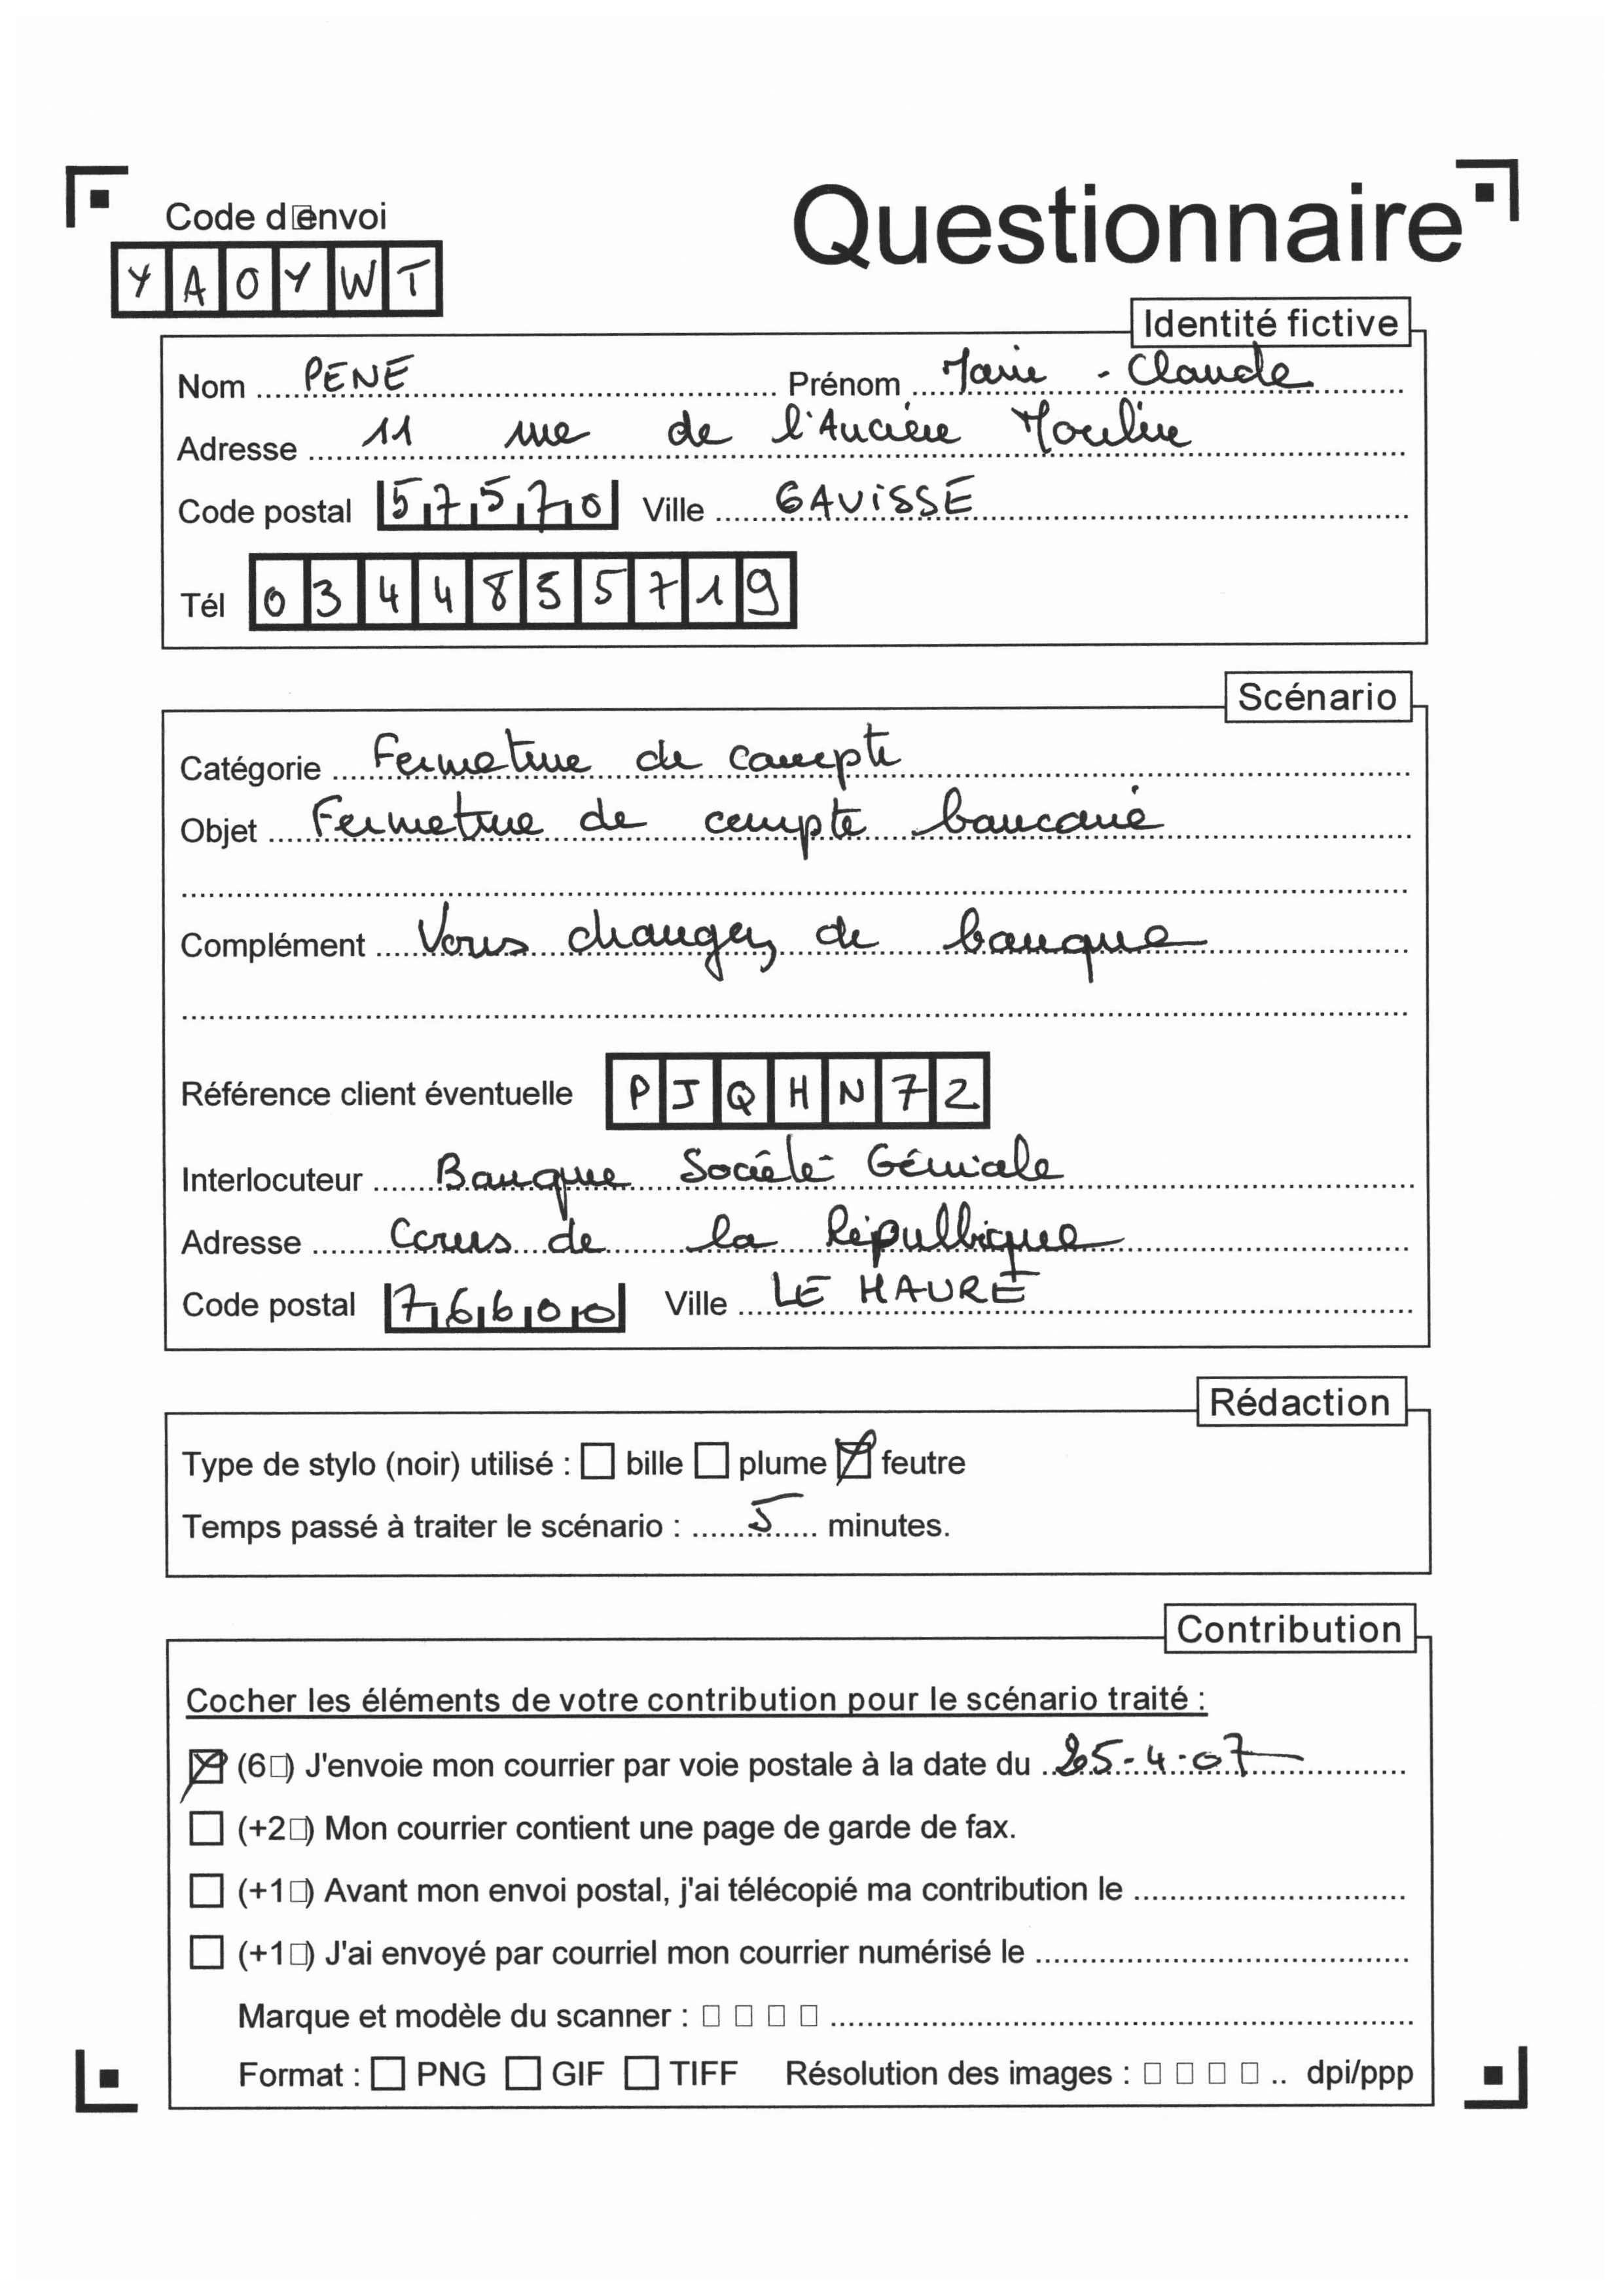 Code d□envoi
Questionnaire
YAOYWT
Identité fictive
Nom PENE Prénom Marie - Claude
Adresse 11 rue de l'Ancien Moulin
Code postal 57570 Ville GAVISSE
Tél 0344835719
Scénario
Catégorie Fermeture de compte
Objet Fermeture de compte bancaire
Complément Vous changez de banque
Référence client éventuelle PJQHN72
Interlocuteur Banque Société Géniale
Adresse Cours de la République
Code postal 76600 Ville LE HAVRE
Rédaction
Type de stylo (noir) utilisé : □ bille □ plume ☒ feutre
Temps passé à traiter le scénario : 5 minutes.
Contribution
Cocher les éléments de votre contribution pour le scénario traité :
☒ (6□) J'envoie mon courrier par voie postale à la date du 25-4-07
□ (+2□) Mon courrier contient une page de garde de fax.
□ (+1□) Avant mon envoi postal, j'ai télécopié ma contribution le
□ (+1□) J'ai envoyé par courriel mon courrier numérisé le
Marque et modèle du scanner : □ □ □ □
Format : □ PNG □ GIF □ TIFF Résolution des images : □ □ □ □ .. dpi/ppp